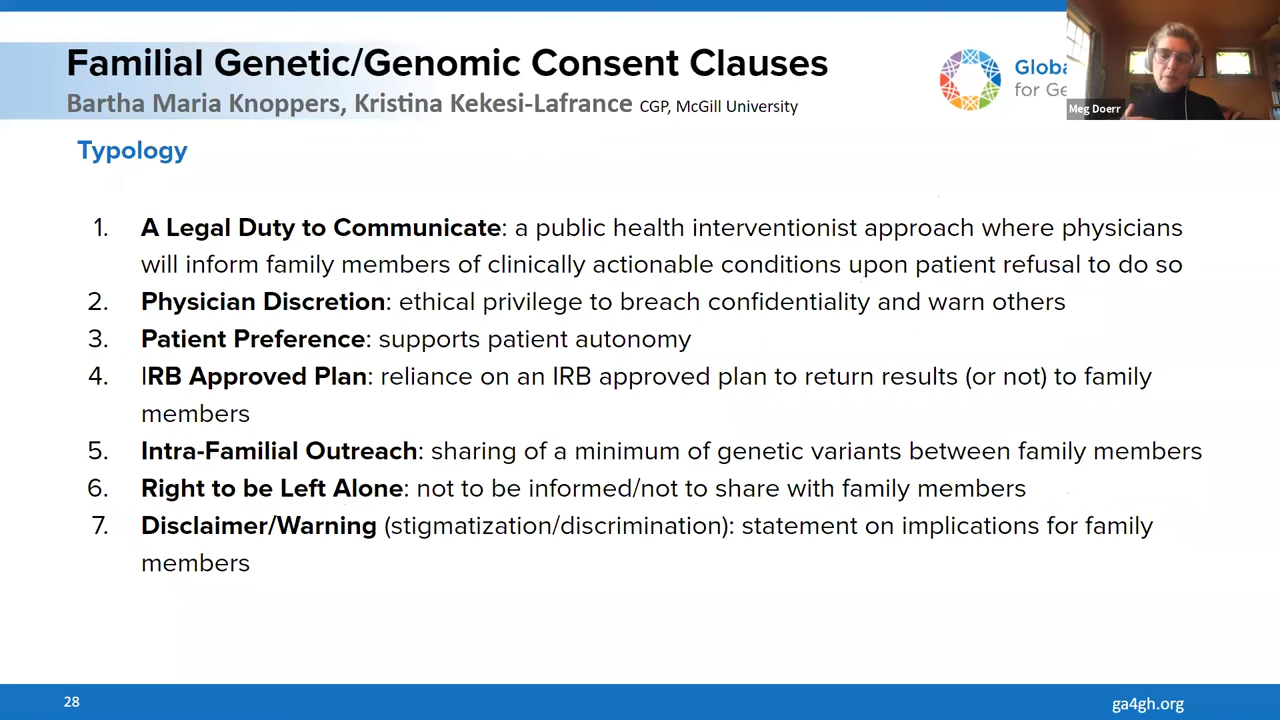 Familial Genetic/Genomic Consent Clauses
Bartha Maria Knoppers, Kristina Kekesi-Lafrance CGP, McGill University
Globa
for Ge
Meg Doerr
Typology
1. A Legal Duty to Communicate: a public health interventionist approach where physicians
will inform family members of clinically actionable conditions upon patient refusal to do so
2. Physician Discretion: ethical privilege to breach confidentiality and warn others
3. Patient Preference: supports patient autonomy
4. IRB Approved Plan: reliance on an IRB approved plan to return results (or not) to family
members
5. Intra-Familial Outreach: sharing of a minimum of genetic variants between family members
6. Right to be Left Alone: not to be informed/not to share with family members
7. Disclaimer/Warning (stigmatization/discrimination): statement on implications for family
members
28
ga4gh.org